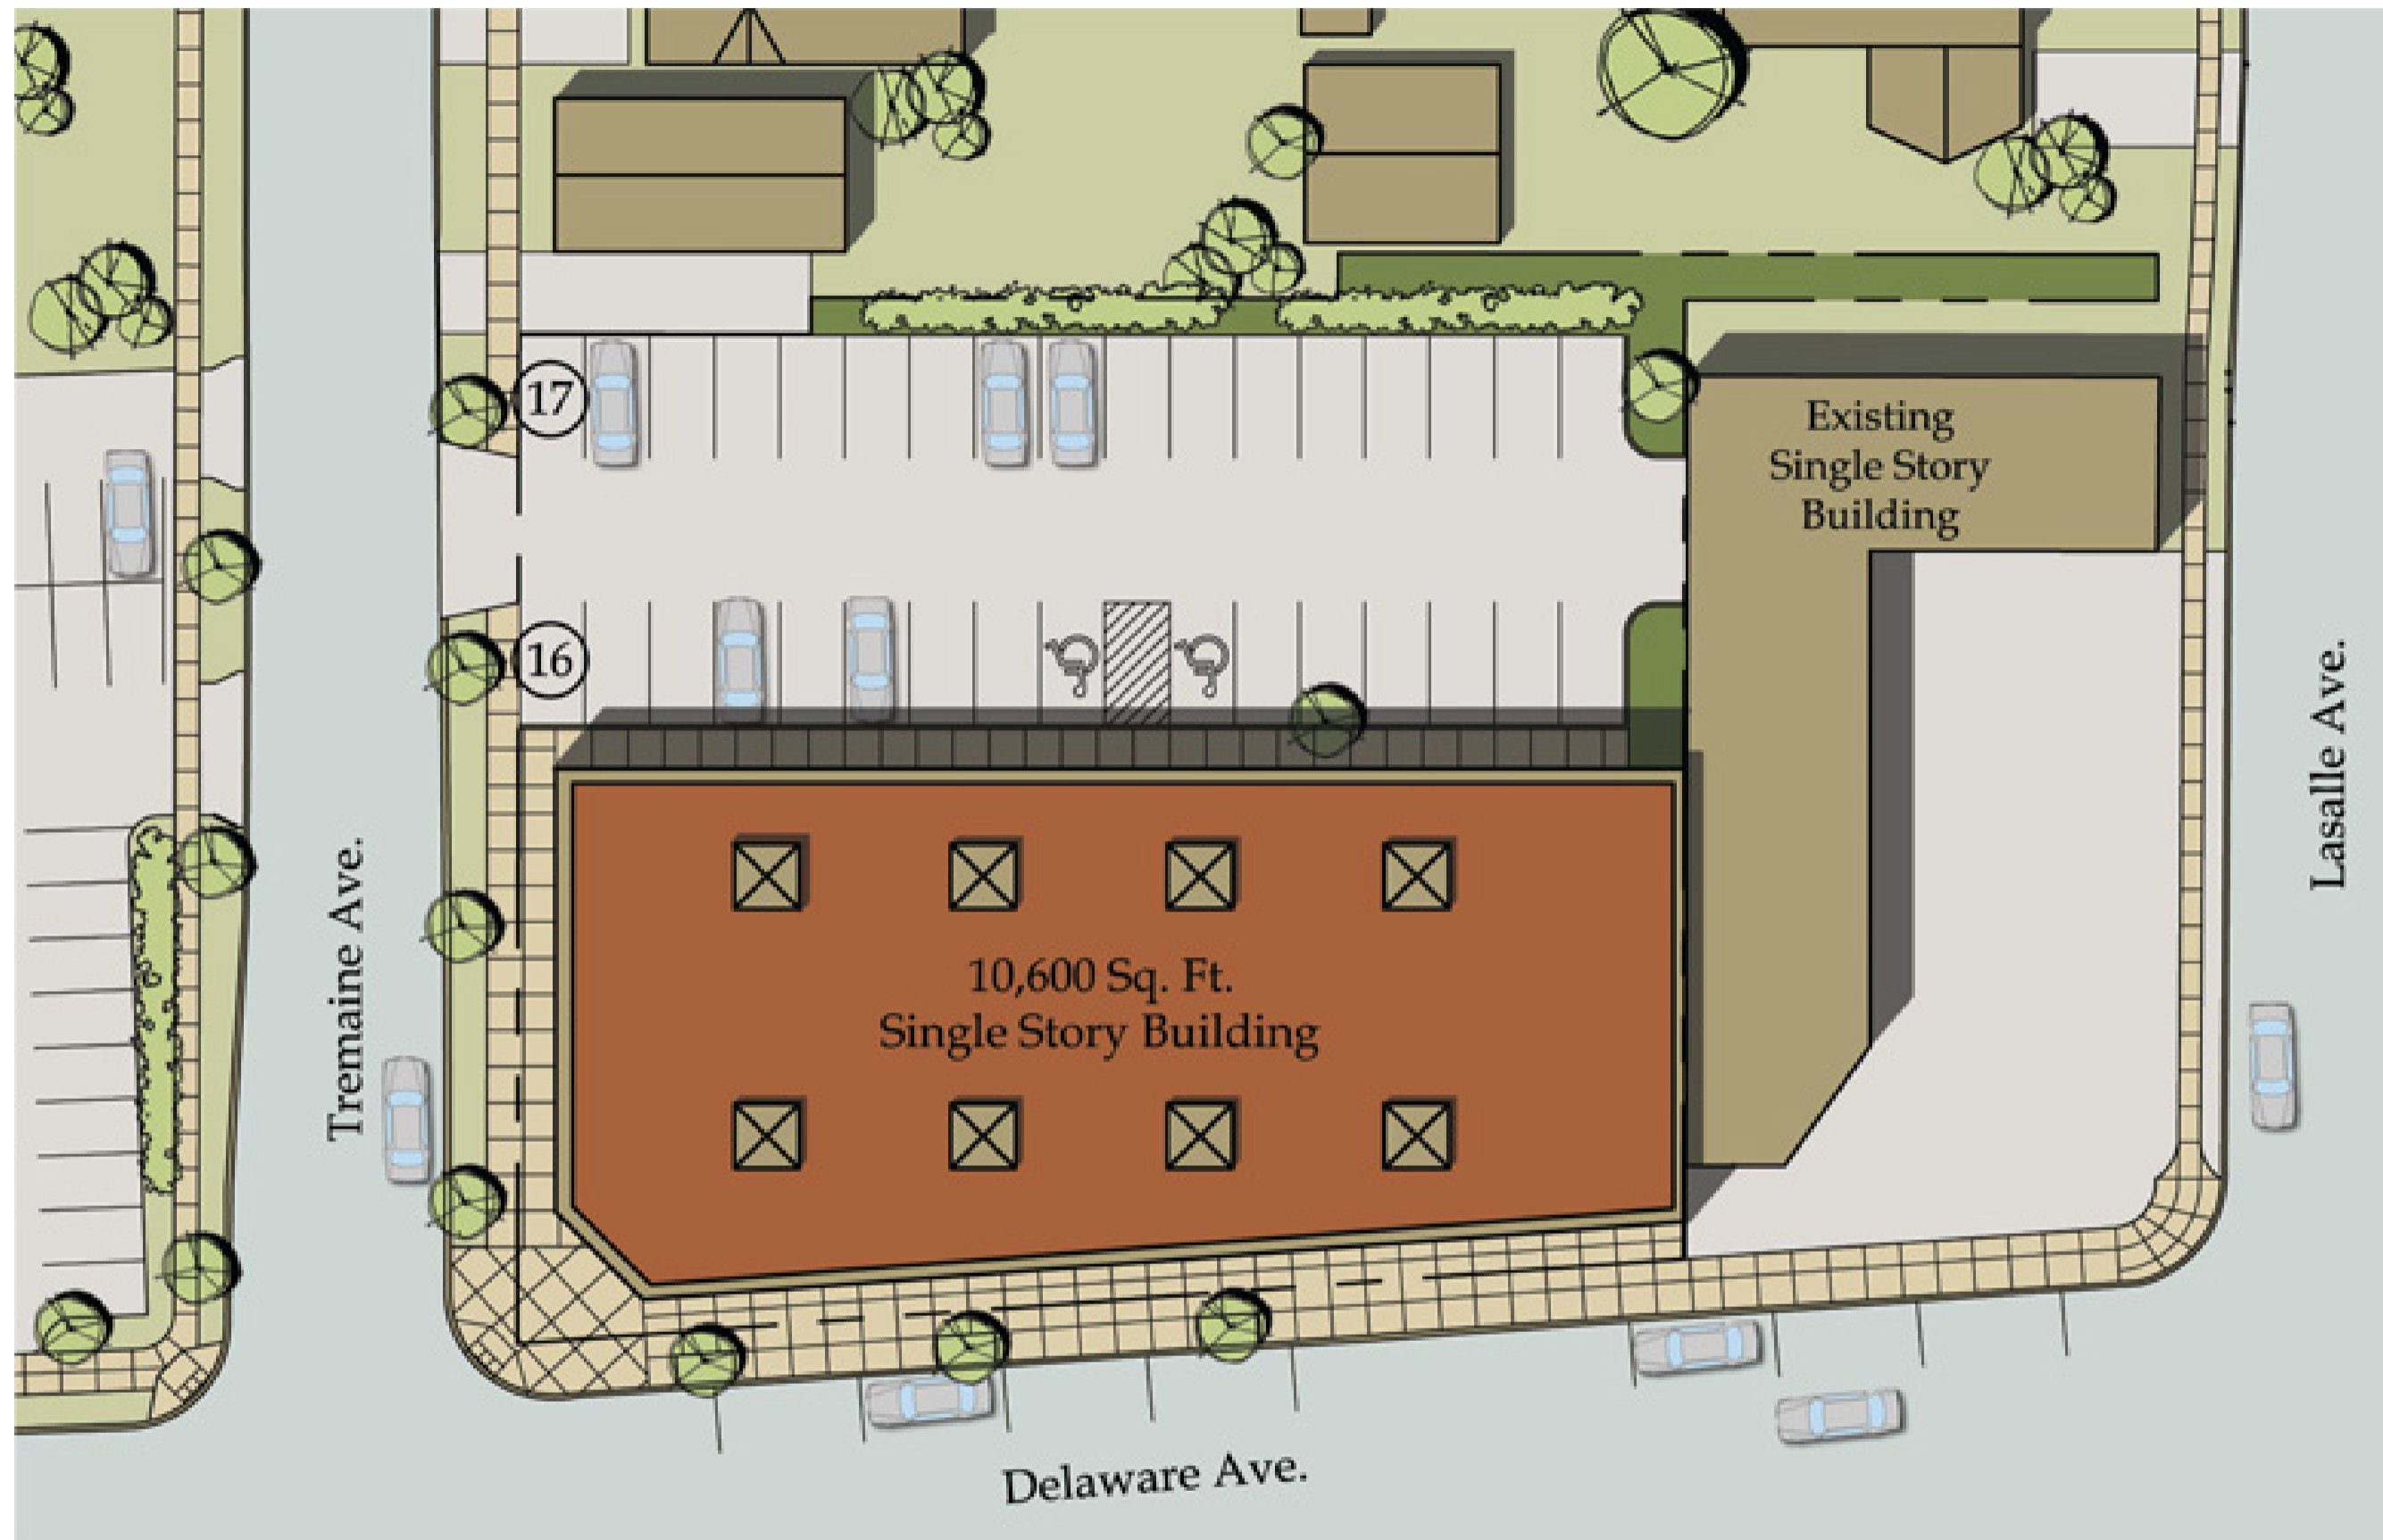 17
Existing
Single Story
Building
16
Tremaine Ave.
Lasalle Ave.
10,600 Sq. Ft.
Single Story Building
Delaware Ave.